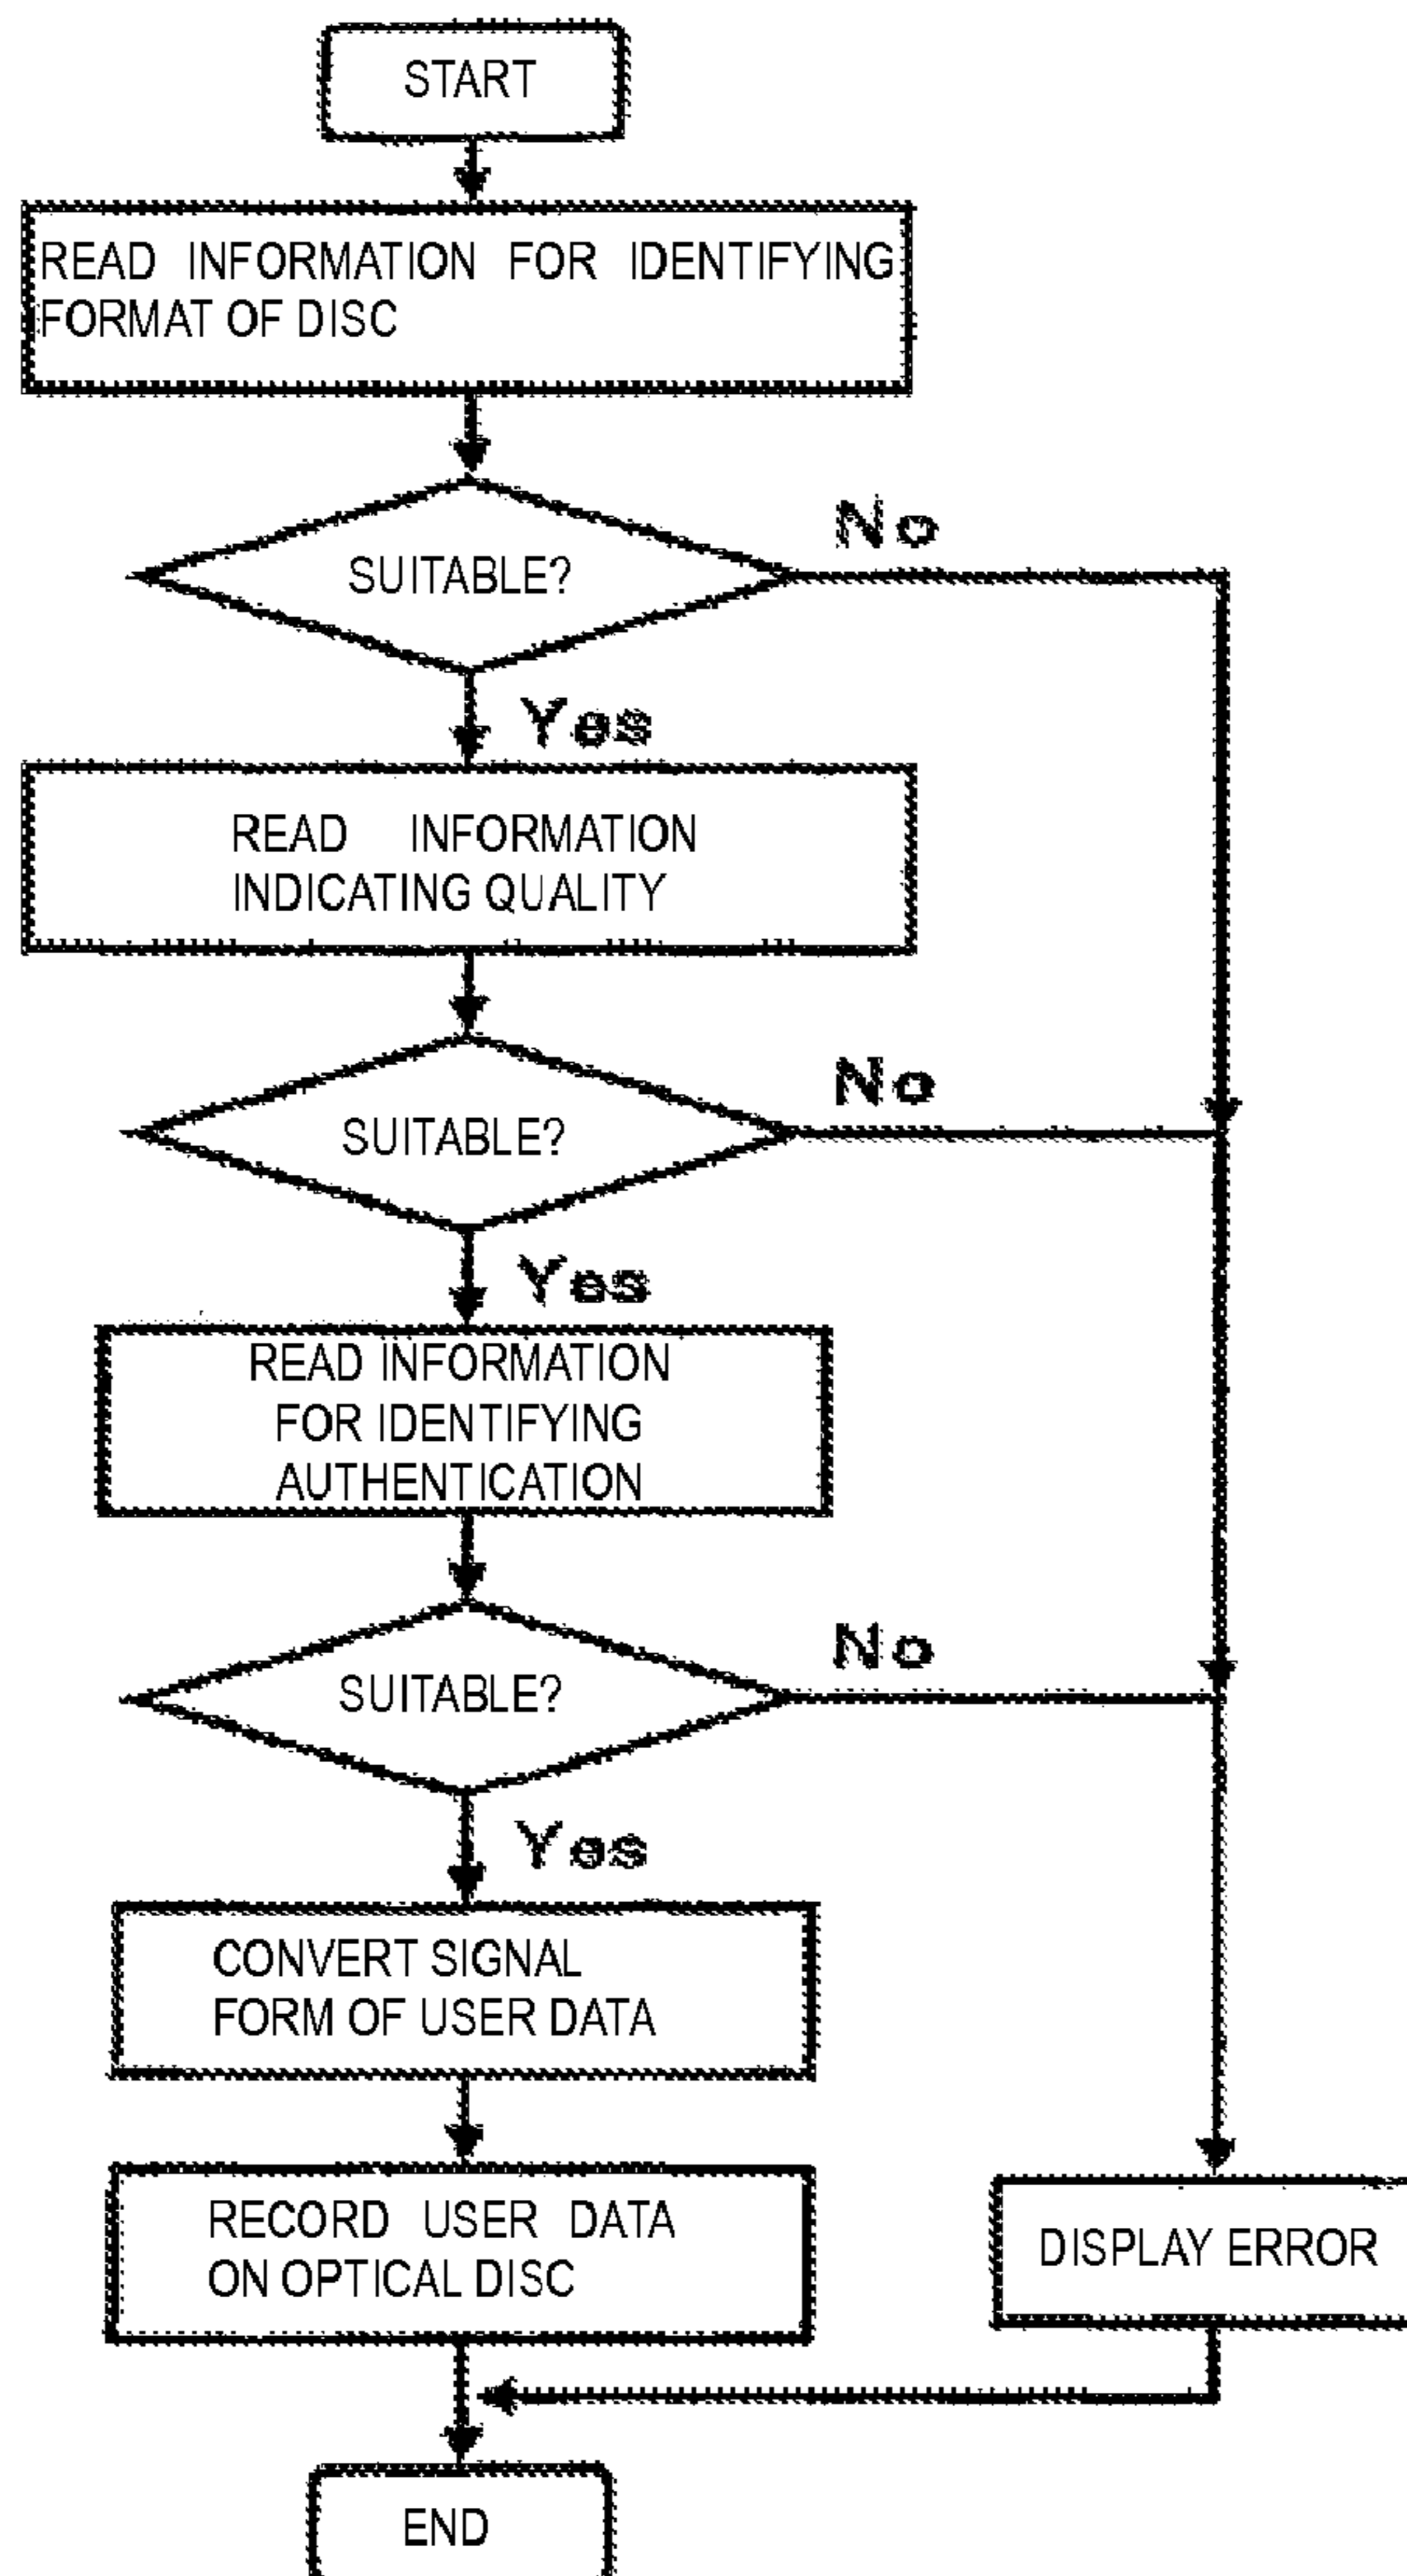 START
READ INFORMATION FOR IDENTIFYING
FORMAT OF DISC
SUITABLE?
No
Yes
READ INFORMATION
INDICATING QUALITY
SUITABLE?
No
Yes
READ INFORMATION
FOR IDENTIFYING
AUTHENTICATION
SUITABLE?
No
Yes
CONVERT SIGNAL
FORM OF USER DATA
RECORD USER DATA
ON OPTICAL DISC
DISPLAY ERROR
END